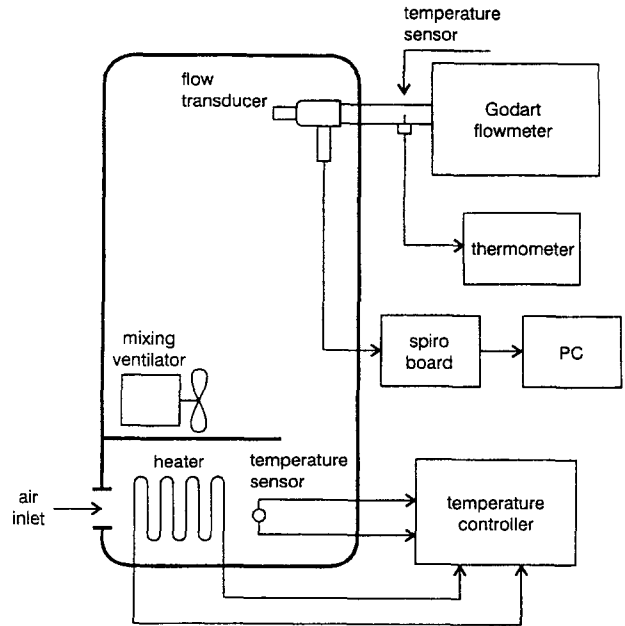 temperature
sensor
flow
transducer
Godart
flowmeter
thermometer
mixing
ventilator
spiro
board
PC
heater
temperature
sensor
air
inlet
temperature
controller